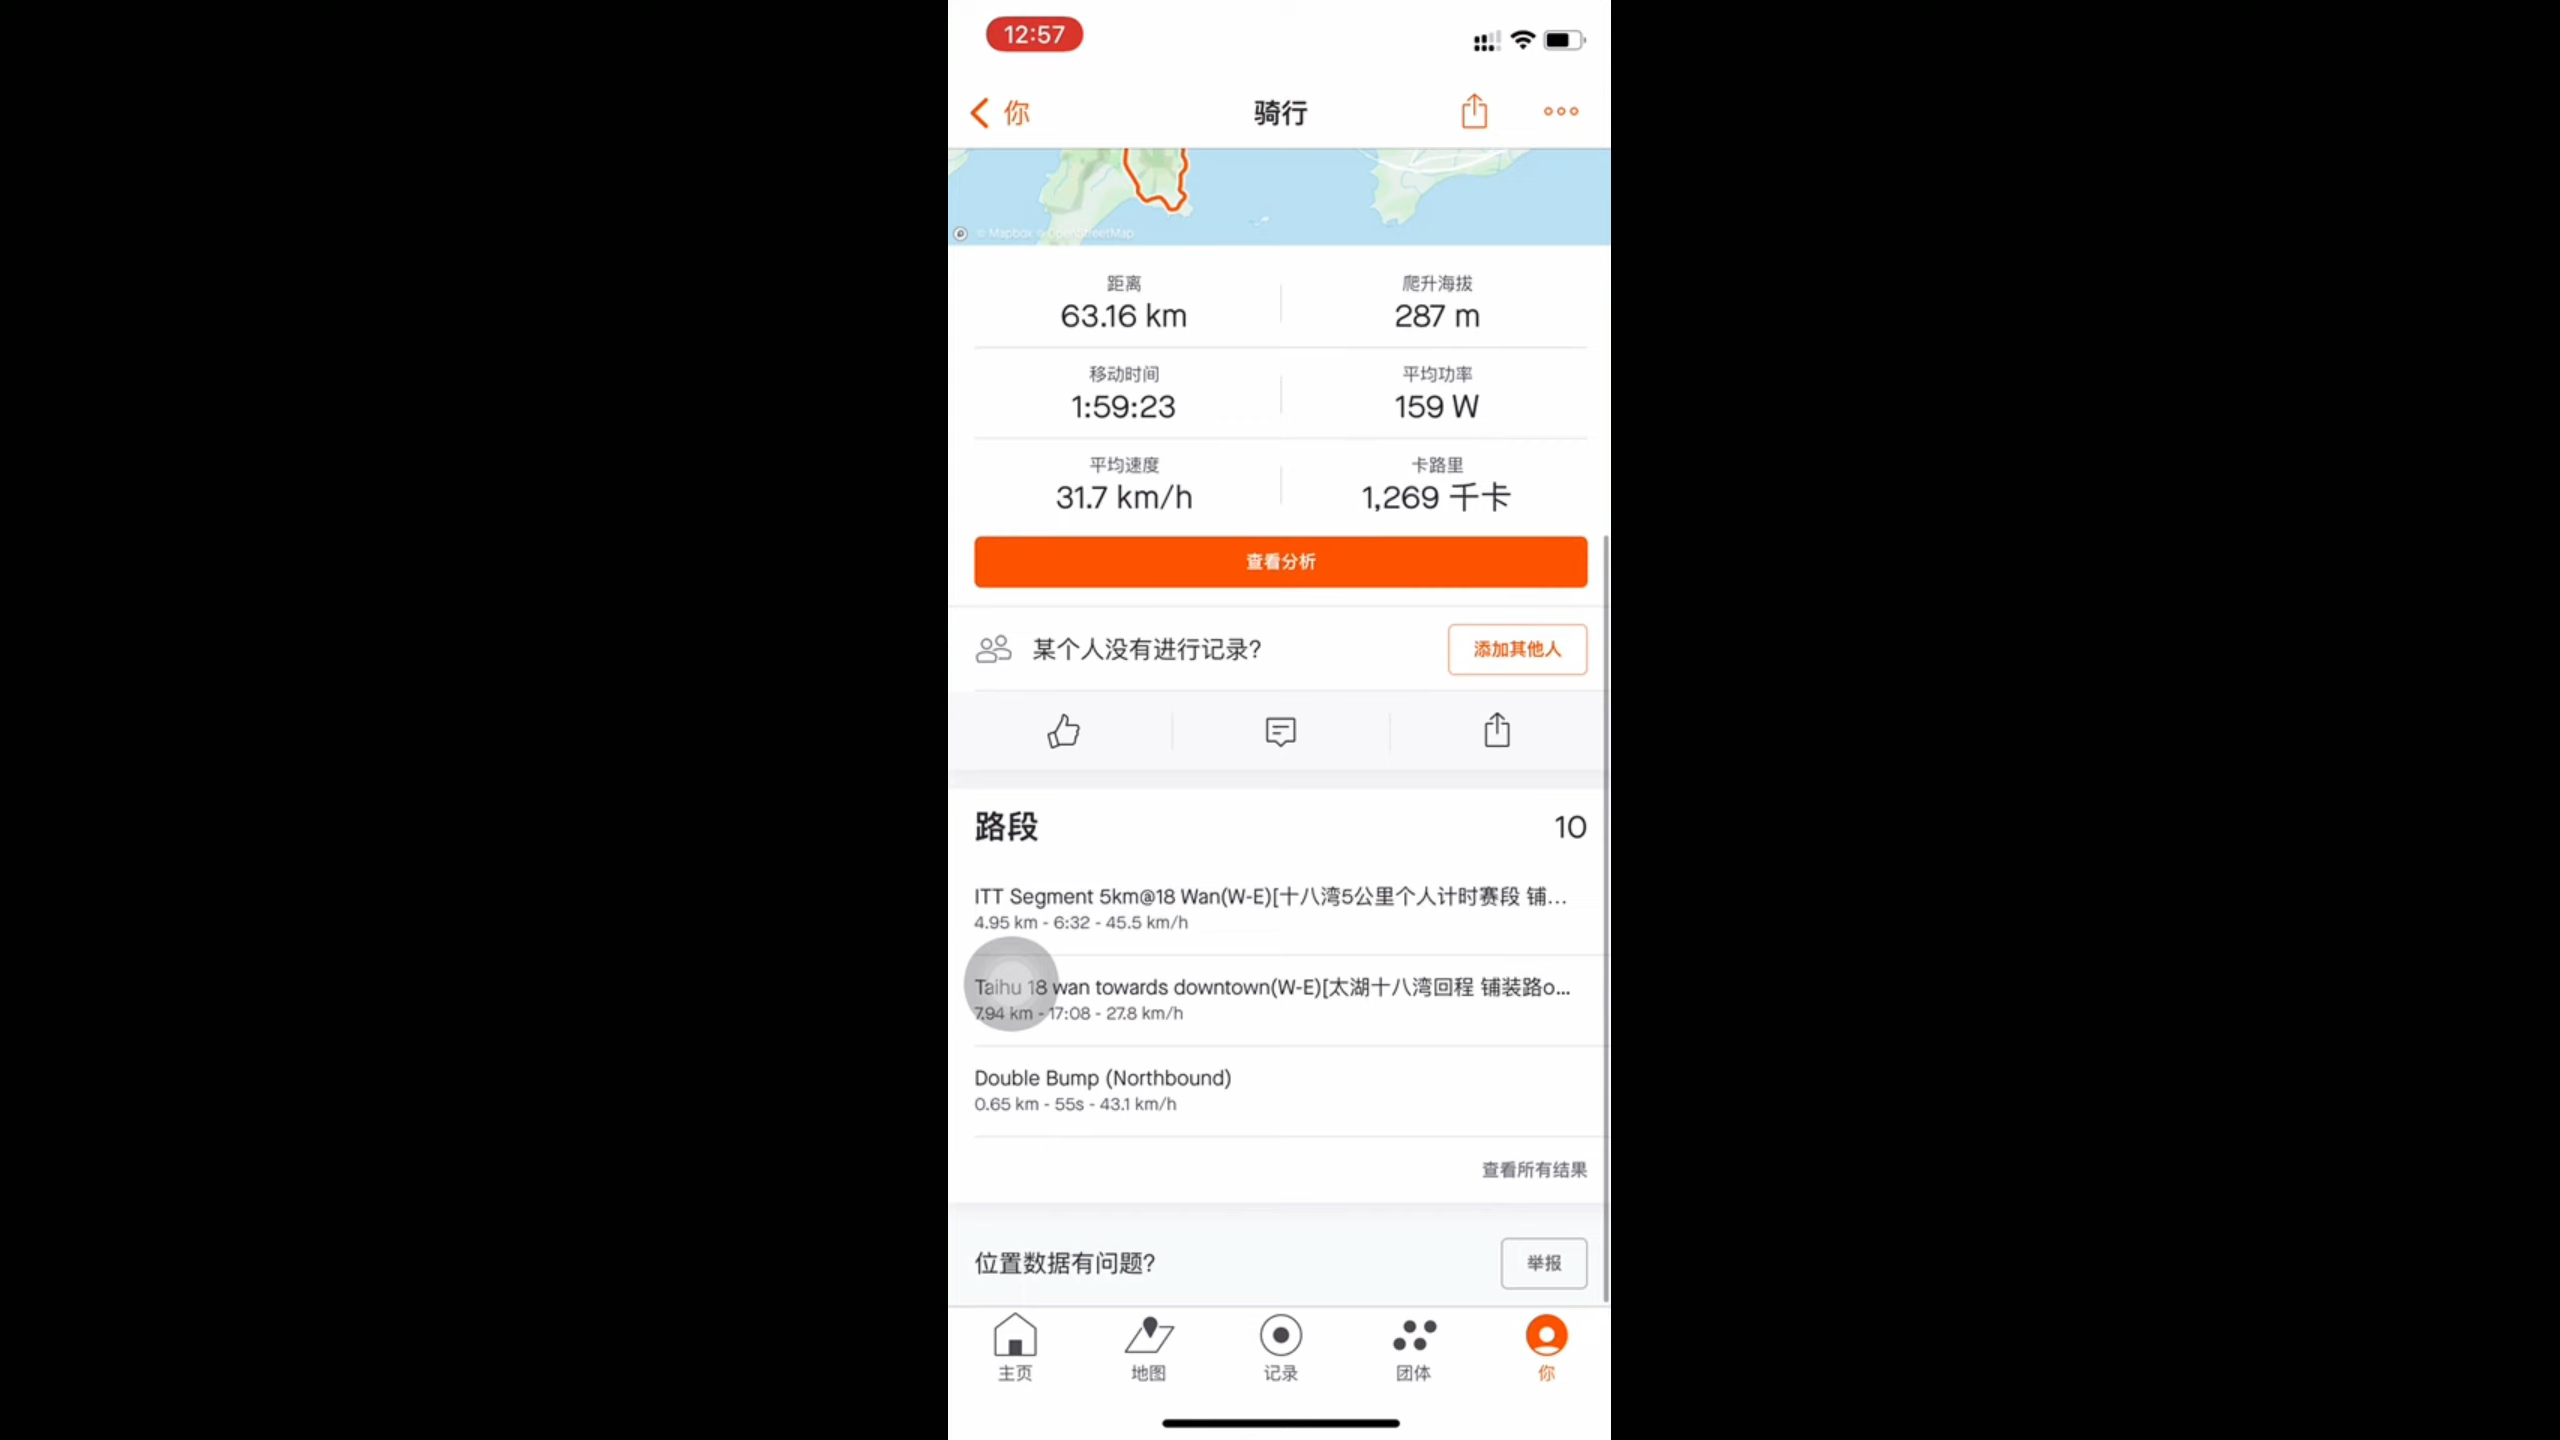 12:57
你
骑行
© Mapbox © OpenStreetMap
距离
爬升海拔
63.16 km
287 m
移动时间
平均功率
1:59:23
159 W
平均速度
卡路里
31.7 km/h
1,269 千卡
查看分析
某个人没有进行记录?
添加其他人
路段
10
ITT Segment 5km@18 Wan(W-E)[十八湾5公里个人计时赛段 铺...
4.95 km - 6:32 - 45.5 km/h
Taihu 18 wan towards downtown(W-E)[太湖十八湾回程 铺装路o...
7.94 km - 17:08 - 27.8 km/h
Double Bump (Northbound)
0.65 km - 55s - 43.1 km/h
查看所有结果
位置数据有问题?
举报
主页
地图
记录
团体
你